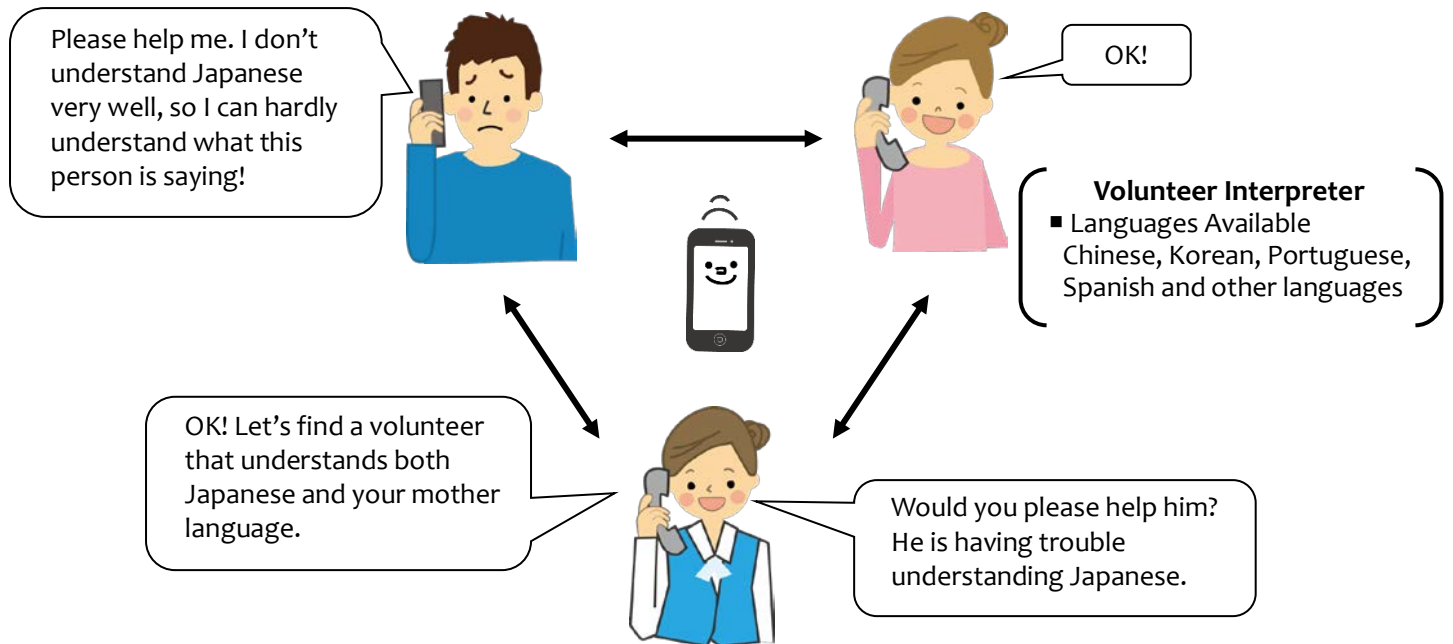 Please help me. I don’t
understand Japanese
very well, so I can hardly
understand what this
person is saying!
OK!
Volunteer Interpreter
▪ Languages Available
Chinese, Korean, Portuguese,
Spanish and other languages
OK! Let’s find a volunteer
that understands both
Japanese and your mother
language.
Would you please help him?
He is having trouble
understanding Japanese.